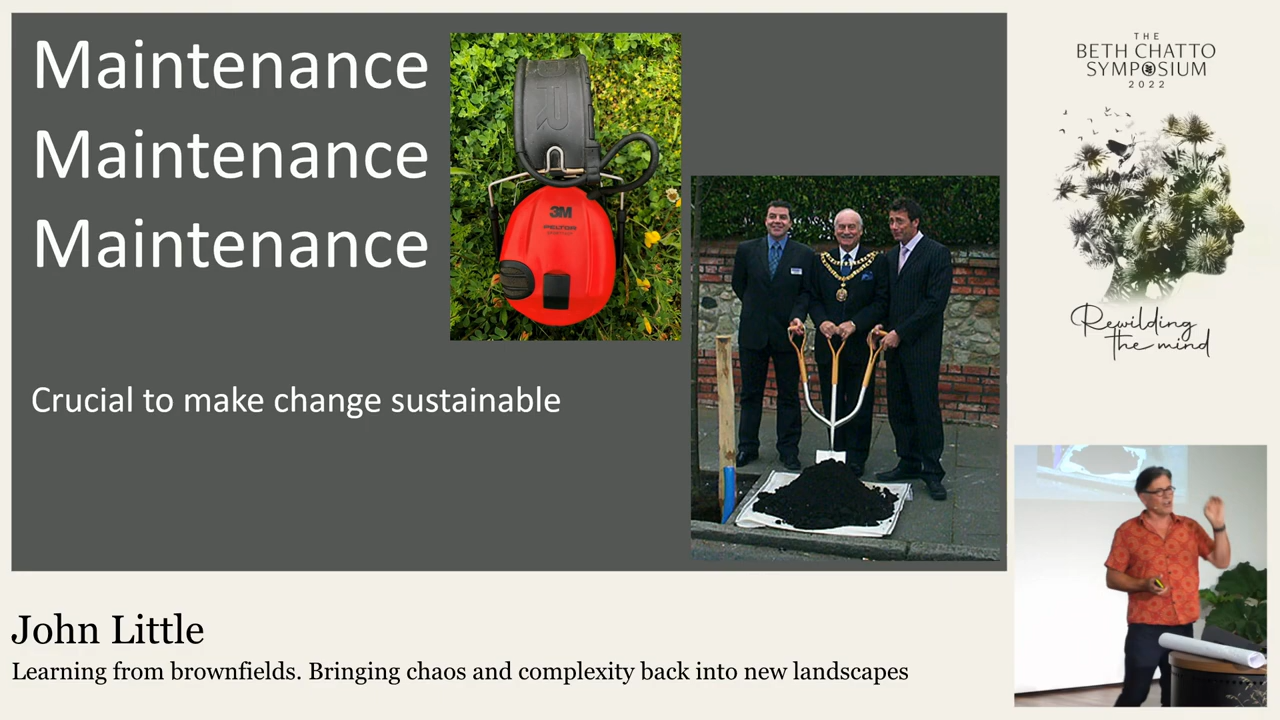 Maintenance
Maintenance
Maintenance
Crucial to make change sustainable
3M
PELTOR
THE
BETH CHATTO
SYMPOSIUM
2022
Rewilding
the mind
John Little
Learning from brownfields. Bringing chaos and complexity back into new landscapes